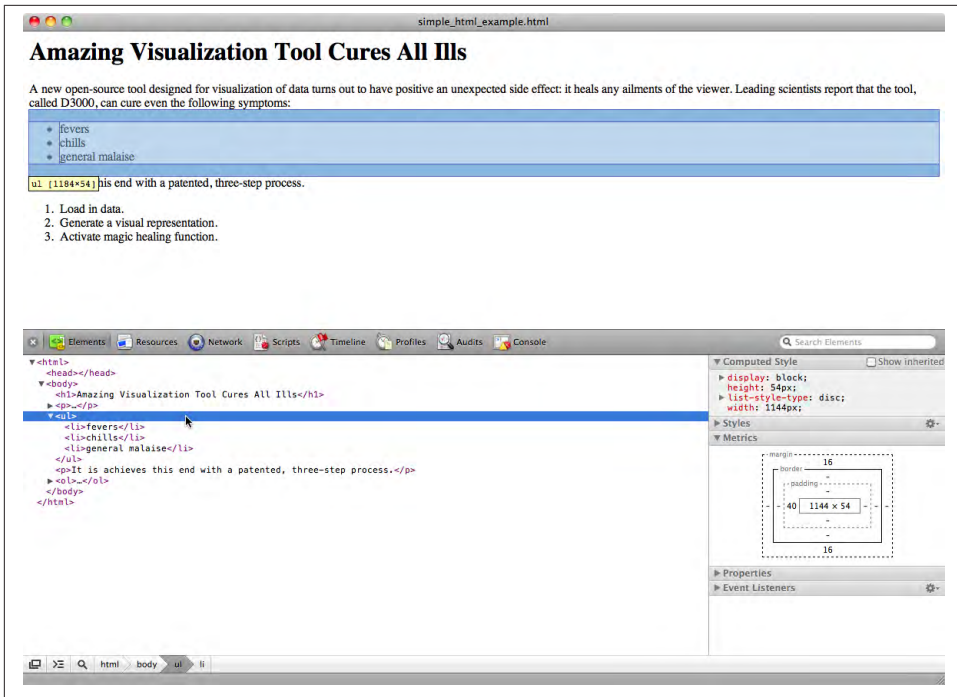 simple_html_example.html
Amazing Visualization Tool Cures All Ills
A new open-source tool designed for visualization of data turns out to have positive an unexpected side effect: it heals any ailments of the viewer. Leading scientists report that the tool,
called D3000, can cure even the following symptoms:
fevers
chills
general malaise
ul [1184×54] his end with a patented, three-step process.
1. Load in data.
2. Generate a visual representation.
3. Activate magic healing function.
Elements Resources Network Scripts Timeline Profiles Audits Console Search Elements
▼<html>
<head></head>
▼<body>
<h1>Amazing Visualization Tool Cures All Ills</h1>
▶<p>…</p>
▼<ul>
<li>fevers</li>
<li>chills</li>
<li>general malaise</li>
</ul>
<p>It is achieves this end with a patented, three-step process.</p>
▶<ol>…</ol>
</body>
</html>
▼ Computed Style Show inherited
▶ display: block;
height: 54px;
▶ list-style-type: disc;
width: 1144px;
▶ Styles
▼ Metrics
margin 16
border -
padding -
- - 40 1144 × 54 - - -
-
-
16
▶ Properties
▶ Event Listeners
html body ul li